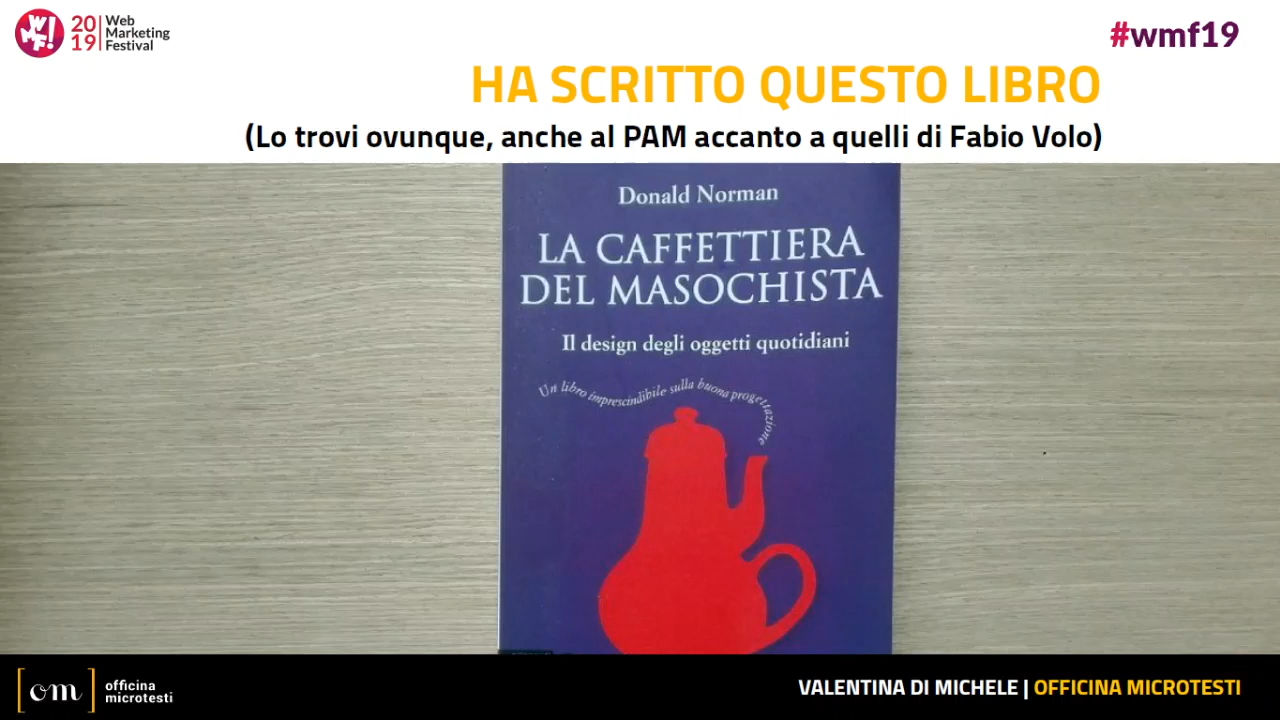 WMF!
2019
Web
Marketing
Festival
#wmf19
HA SCRITTO QUESTO LIBRO
(Lo trovi ovunque, anche al PAM accanto a quelli di Fabio Volo)
Donald Norman
LA CAFFETTIERA
DEL MASOCHISTA
Il design degli oggetti quotidiani
Un libro imprescindibile sulla buona progettazione
[om]
officina
microtesti
VALENTINA DI MICHELE | OFFICINA MICROTESTI